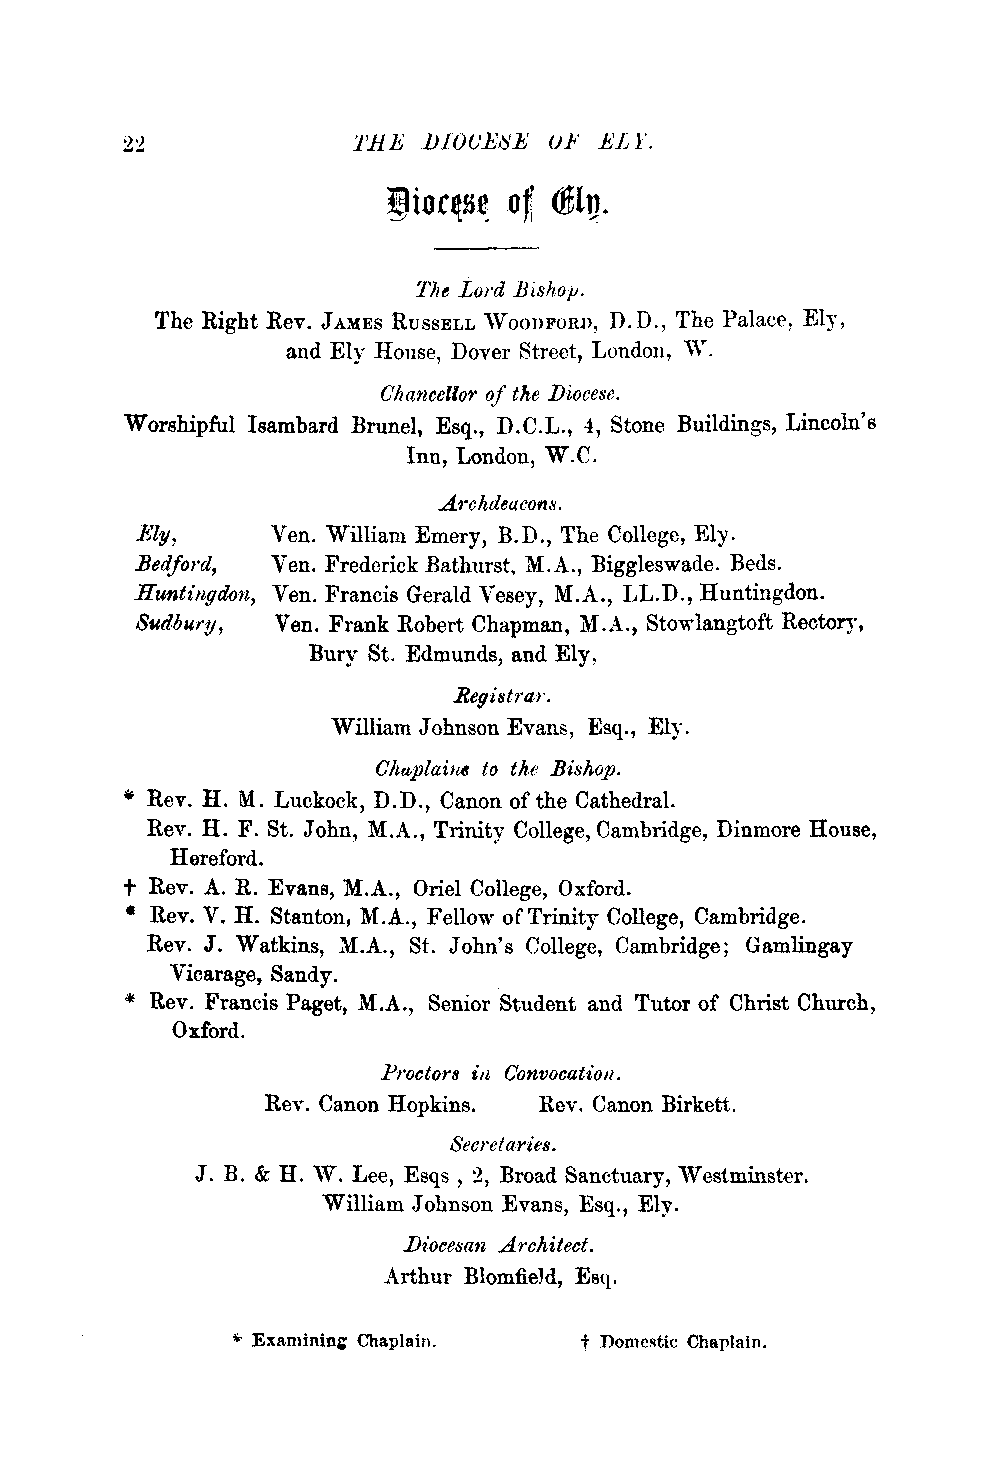 22 THE DIOCESE OF ELY.
Diocese of Ely.
The Lord Bishop.
The Right Rev. JAMES RUSSELL WOODFORD, D.D., The Palace, Ely,
and Ely House, Dover Street, London, W.
Chancellor of the Diocese.
Worshipful Isambard Brunel, Esq., D.C.L., 4, Stone Buildings, Lincoln's
Inn, London, W.C.
Archdeacons.
Ely, Ven. William Emery, B.D., The College, Ely.
Bedford, Ven. Frederick Bathurst, M.A., Biggleswade. Beds.
Huntingdon, Ven. Francis Gerald Vesey, M.A., LL.D., Huntingdon.
Sudbury, Ven. Frank Robert Chapman, M.A., Stowlangtoft Rectory,
Bury St. Edmunds, and Ely,
Registrar.
William Johnson Evans, Esq., Ely.
Chaplains to the Bishop.
* Rev. H. M. Luckock, D.D., Canon of the Cathedral.
Rev. H. F. St. John, M.A., Trinity College, Cambridge, Dinmore House,
Hereford.
† Rev. A. R. Evans, M.A., Oriel College, Oxford.
* Rev. V. H. Stanton, M.A., Fellow of Trinity College, Cambridge.
Rev. J. Watkins, M.A., St. John's College, Cambridge; Gamlingay
Vicarage, Sandy.
* Rev. Francis Paget, M.A., Senior Student and Tutor of Christ Church,
Oxford.
Proctors in Convocation.
Rev. Canon Hopkins. Rev. Canon Birkett.
Secretaries.
J. B. & H. W. Lee, Esqs , 2, Broad Sanctuary, Westminster.
William Johnson Evans, Esq., Ely.
Diocesan Architect.
Arthur Blomfield, Esq.
* Examining Chaplain. † Domestic Chaplain.